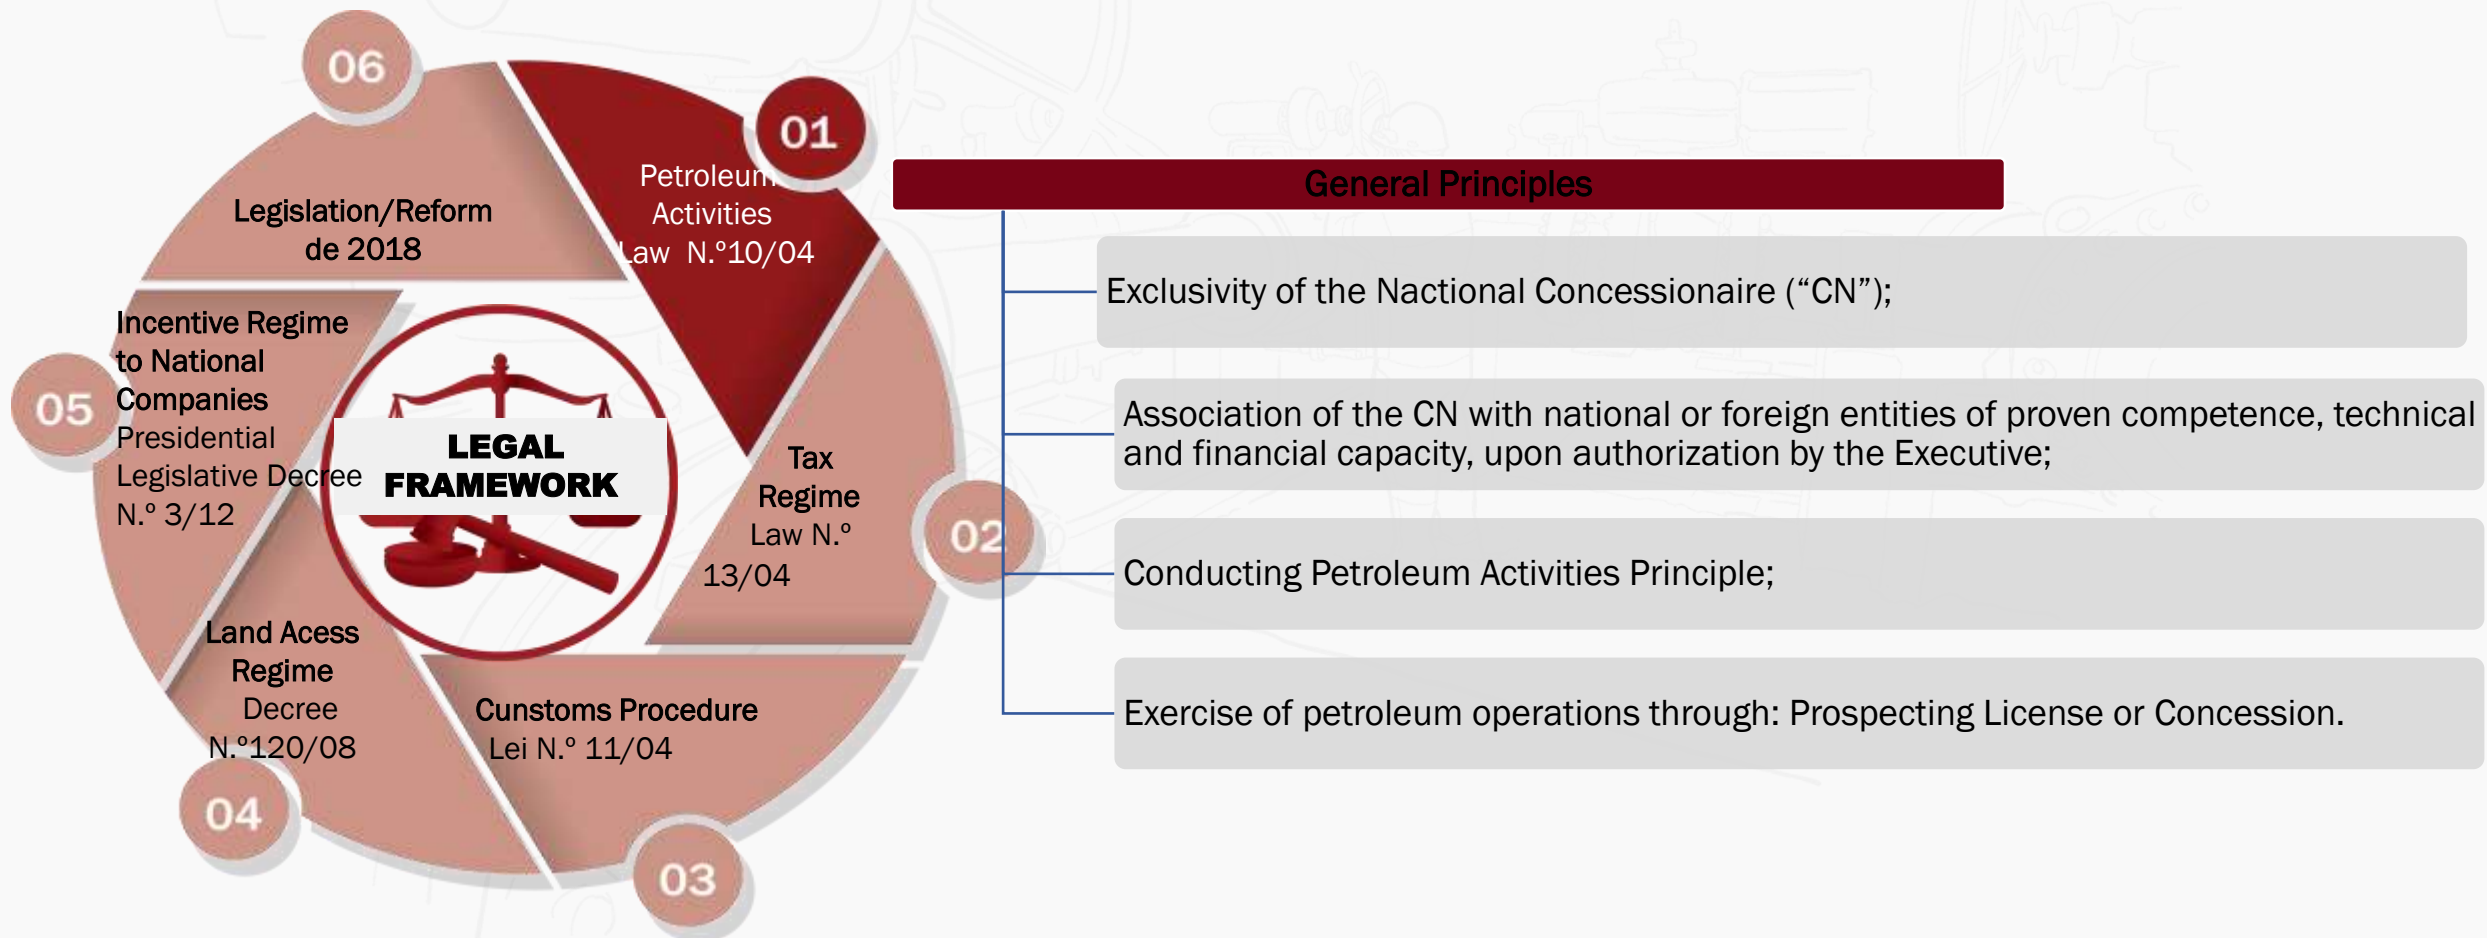 06
01
Petroleum
Activities
Law N.º10/04
Legislation/Reform
de 2018
Incentive Regime
to National
Companies
Presidential
Legislative Decree
N.º 3/12
05
LEGAL
FRAMEWORK
Tax
Regime
Law N.º
13/04
02
Land Acess
Regime
Decree
N.º120/08
04
Cunstoms Procedure
Lei N.º 11/04
03
General Principles
Exclusivity of the Nactional Concessionaire (“CN”);
Association of the CN with national or foreign entities of proven competence, technical
and financial capacity, upon authorization by the Executive;
Conducting Petroleum Activities Principle;
Exercise of petroleum operations through: Prospecting License or Concession.